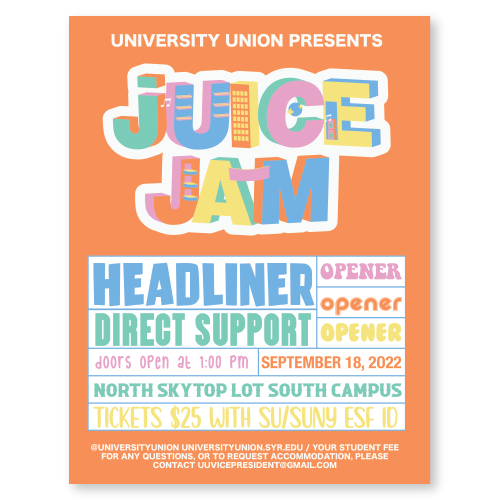 UNIVERSITY UNION PRESENTS
JUICE
JAM
HEADLINER
OPENER
opener
DIRECT SUPPORT
OPENER
doors open at 1:00 pm
SEPTEMBER 18, 2022
NORTH SKYTOP LOT SOUTH CAMPUS
TICKETS $25 WITH SU/SUNY ESF ID
@UNIVERSITYUNION UNIVERSITYUNION.SYR.EDU / YOUR STUDENT FEE
FOR ANY QUESTIONS, OR TO REQUEST ACCOMMODATION, PLEASE
CONTACT UUVICEPRESIDENT@GMAIL.COM